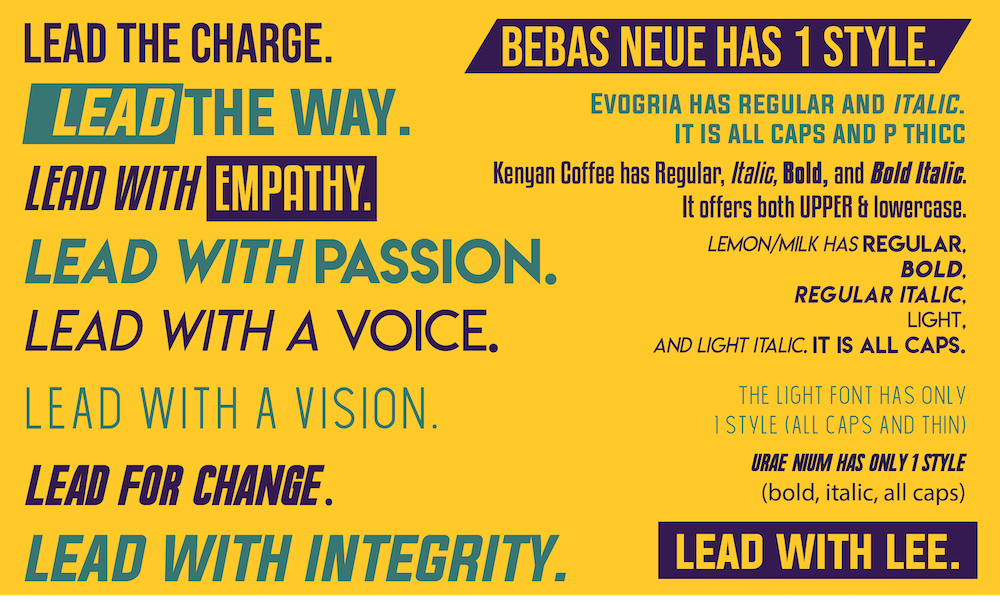 LEAD THE CHARGE.
LEAD THE WAY.
LEAD WITH EMPATHY.
LEAD WITH PASSION.
LEAD WITH A VOICE.
LEAD WITH A VISION.
LEAD FOR CHANGE.
LEAD WITH INTEGRITY.
BEBAS NEUE HAS 1 STYLE.
EVOGRIA HAS REGULAR AND ITALIC.
IT IS ALL CAPS AND P THICC
Kenyan Coffee has Regular, Italic, Bold, and Bold Italic.
It offers both UPPER & lowercase.
LEMON/MILK HAS REGULAR,
BOLD,
REGULAR ITALIC,
LIGHT,
AND LIGHT ITALIC. IT IS ALL CAPS.
THE LIGHT FONT HAS ONLY
1 STYLE (ALL CAPS AND THIN)
URAE NIUM HAS ONLY 1 STYLE
(bold, italic, all caps)
LEAD WITH LEE.